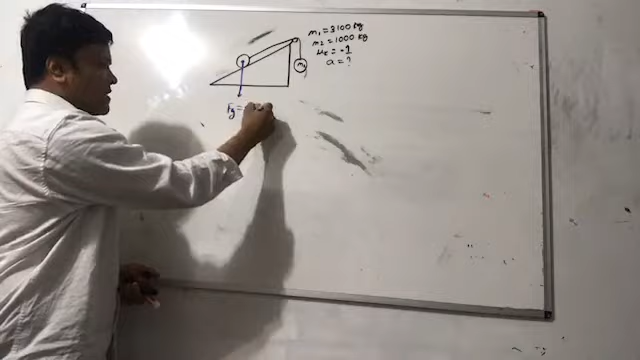 m₁ = 3100 kg
m₂ = 1000 kg
μₖ = .1
a = ?
Fg =